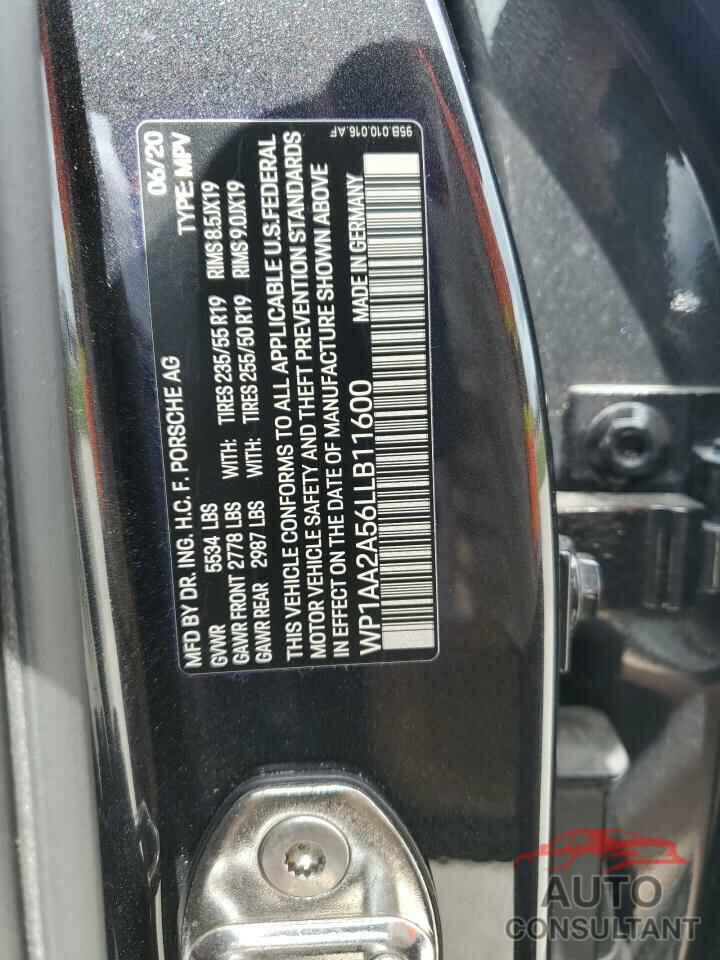 MFD BY DR. ING. H.C. F. PORSCHE AG 06/20
GVWR 5534 LBS TYPE: MPV
GAWR FRONT 2778 LBS WITH: TIRES 235/55 R19 RIMS 8.5JX19
GAWR REAR 2987 LBS WITH: TIRES 255/50 R19 RIMS 9.0JX19
THIS VEHICLE CONFORMS TO ALL APPLICABLE U.S.FEDERAL
MOTOR VEHICLE SAFETY AND THEFT PREVENTION STANDARDS
IN EFFECT ON THE DATE OF MANUFACTURE SHOWN ABOVE
WP1AA2A56LLB11600 MADE IN GERMANY
95B.010.016.AF
AUTO
CONSULTANT